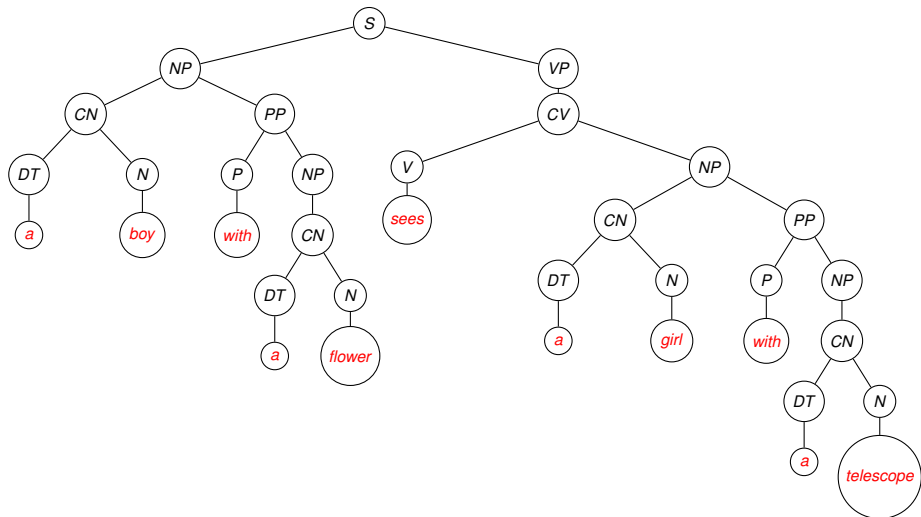 S
NP VP
CN PP CV
DT N P NP V NP
a boy with CN sees CN PP
DT N DT N P NP
a flower a girl with CN
DT N
a telescope